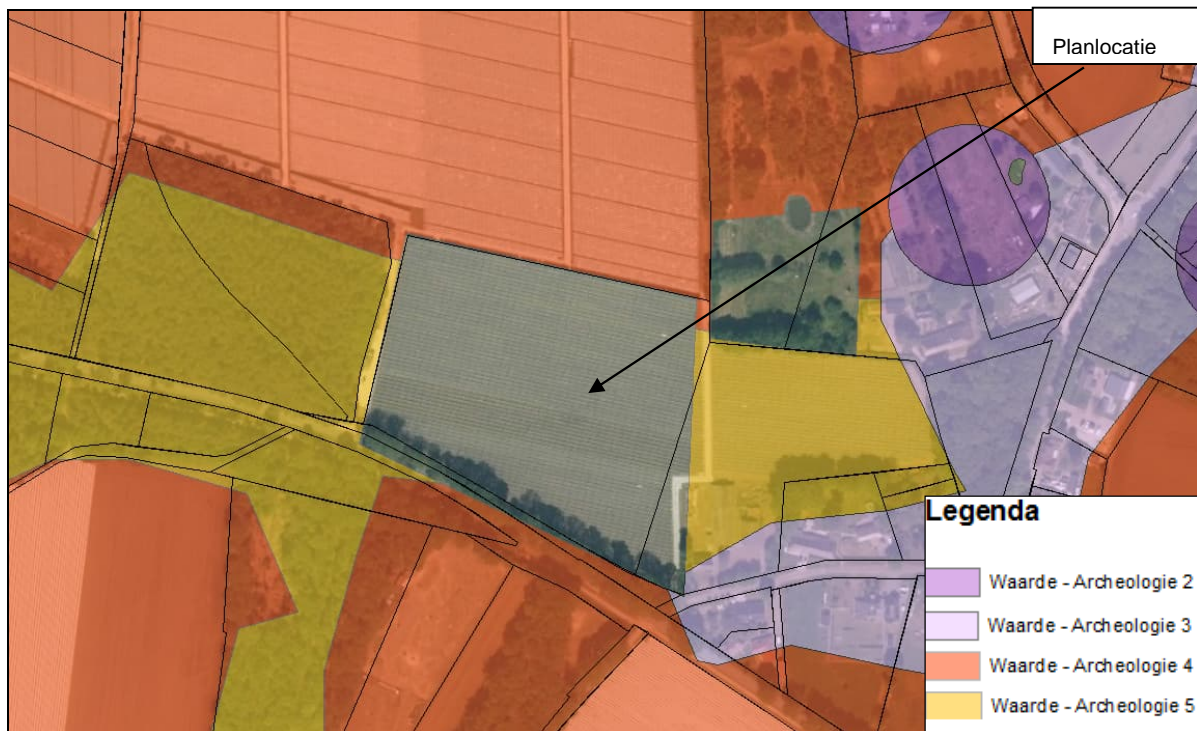 Planlocatie
Legenda
Waarde - Archeologie 2
Waarde - Archeologie 3
Waarde - Archeologie 4
Waarde - Archeologie 5